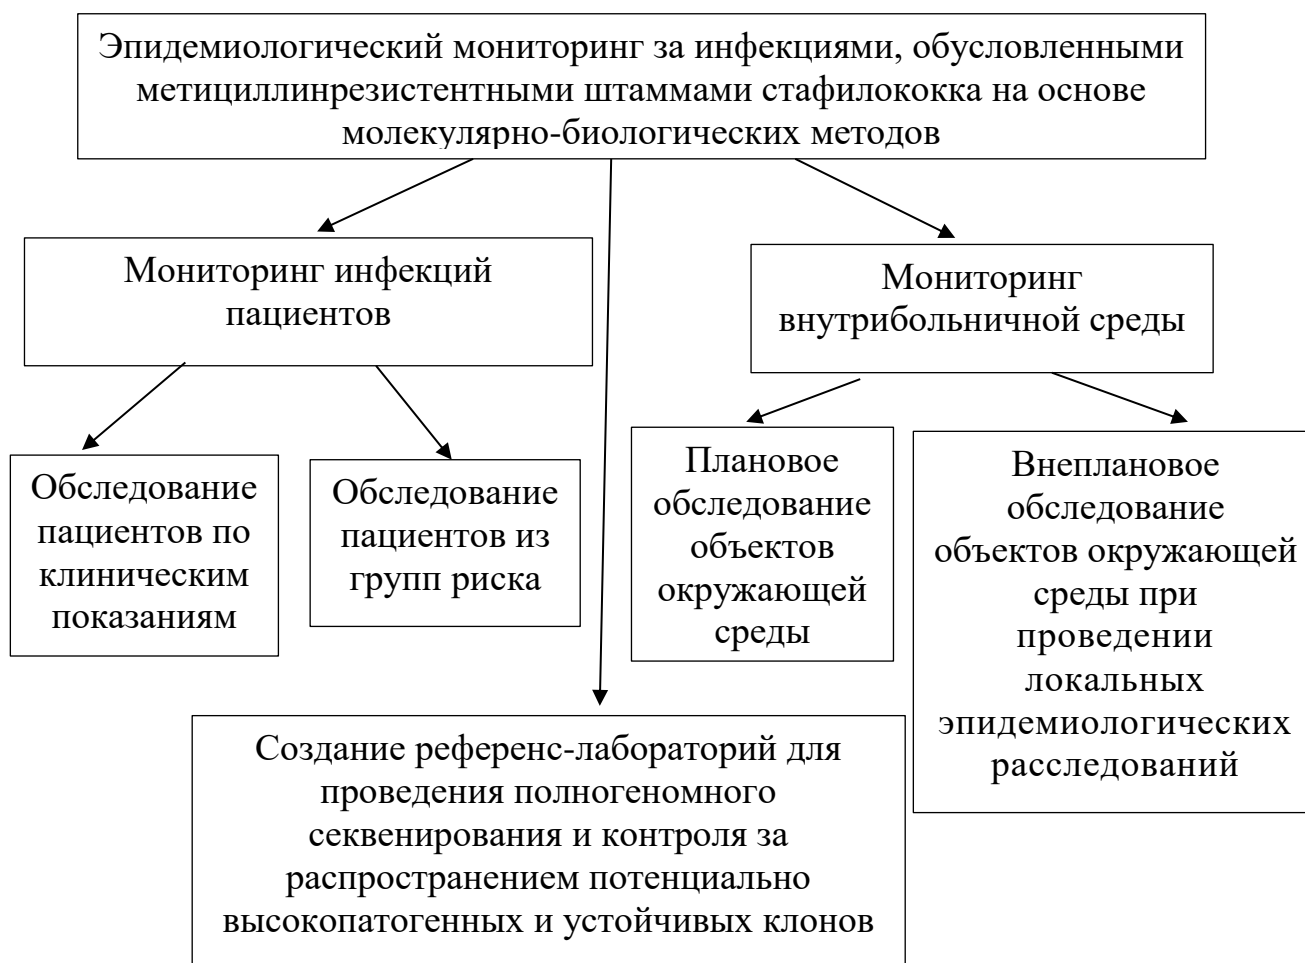 Эпидемиологический мониторинг за инфекциями, обусловленными
метициллинрезистентными штаммами стафилококка на основе
молекулярно-биологических методов
Мониторинг инфекций
пациентов
Мониторинг
внутрибольничной среды
Обследование
пациентов по
клиническим
показаниям
Обследование
пациентов из
групп риска
Плановое
обследование
объектов
окружающей
среды
Внеплановое
обследование
объектов окружающей
среды при
проведении
локальных
эпидемиологических
расследований
Создание референс-лабораторий для
проведения полногеномного
секвенирования и контроля за
распространением потенциально
высокопатогенных и устойчивых клонов